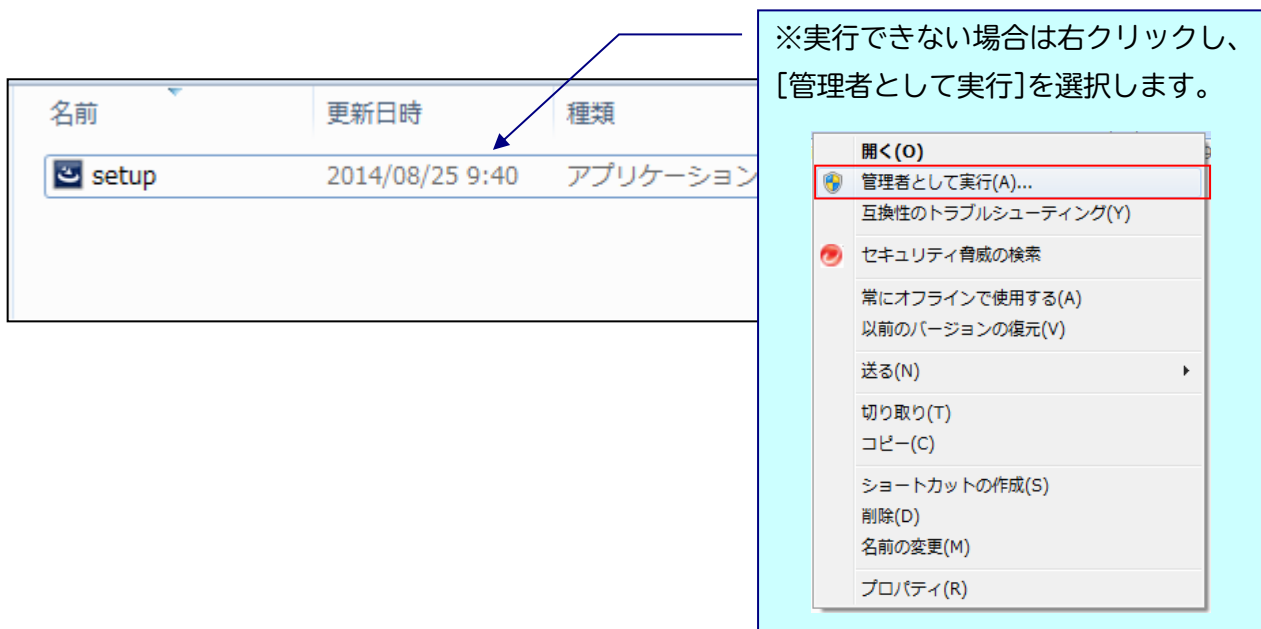 ※実行できない場合は右クリックし、
[管理者として実行]を選択します。
名前 更新日時 種類
setup 2014/08/25 9:40 アプリケーション
開く(O)
管理者として実行(A)...
互換性のトラブルシューティング(Y)
セキュリティ脅威の検索
常にオフラインで使用する(A)
以前のバージョンの復元(V)
送る(N)
切り取り(T)
コピー(C)
ショートカットの作成(S)
削除(D)
名前の変更(M)
プロパティ(R)